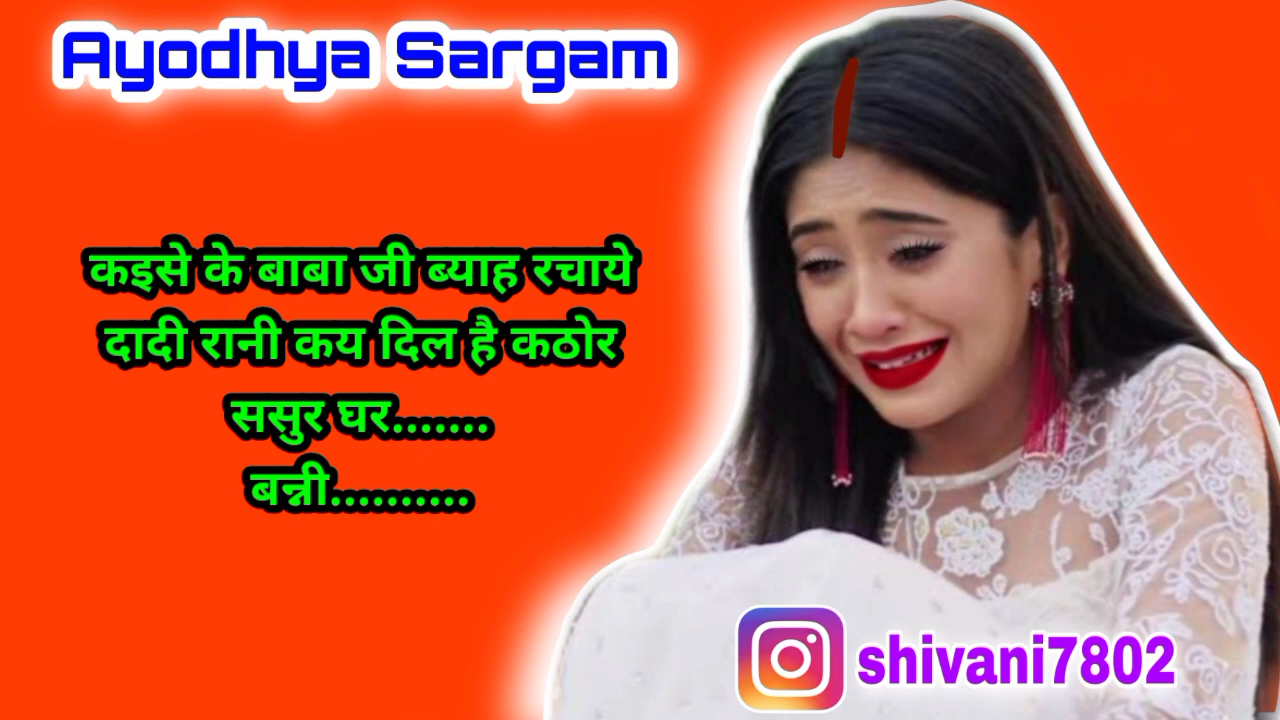 Ayodhya Sargam
कइसे के बाबा जी ब्याह रचाये
दादी रानी कय दिल है कठोर
ससुर घर.......
बन्नी..........
shivani7802